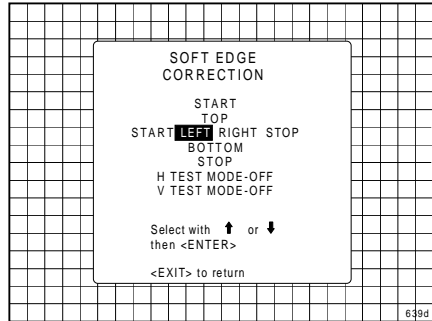 SOFT EDGE
CORRECTION
START
TOP
START LEFT RIGHT STOP
BOTTOM
STOP
H TEST MODE-OFF
V TEST MODE-OFF
Select with ⬆ or ⬇
then <ENTER>
<EXIT> to return
639d